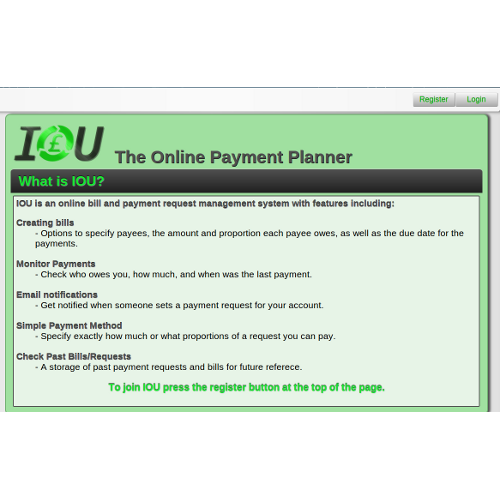 Register Login
I£U The Online Payment Planner
What is IOU?
IOU is an online bill and payment request management system with features including:
Creating bills
- Options to specify payees, the amount and proportion each payee owes, as well as the due date for the
payments.
Monitor Payments
- Check who owes you, how much, and when was the last payment.
Email notifications
- Get notified when someone sets a payment request for your account.
Simple Payment Method
- Specify exactly how much or what proportions of a request you can pay.
Check Past Bills/Requests
- A storage of past payment requests and bills for future referece.
To join IOU press the register button at the top of the page.